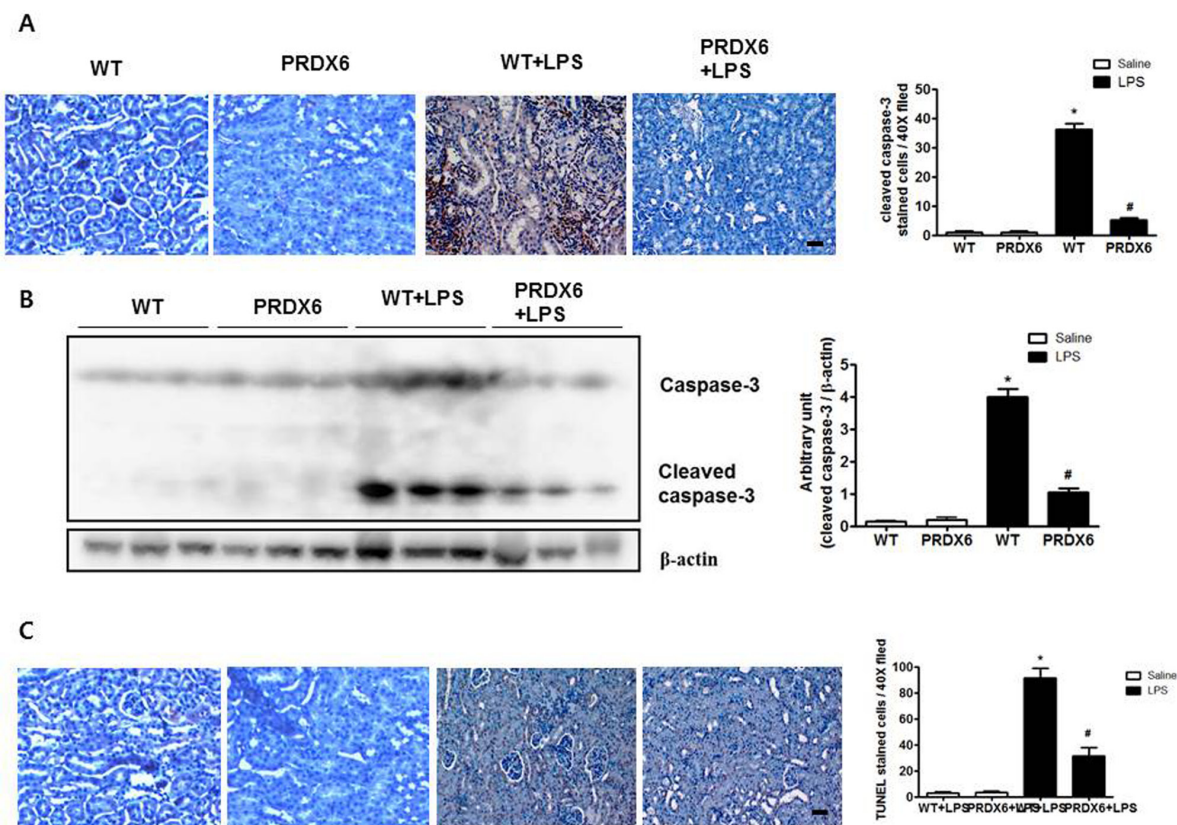 A
WT
PRDX6
WT+LPS
PRDX6
+LPS
Saline
LPS
cleaved caspase-3
stained cells / 40X filed
50
40
30
20
10
0
*
#
WT
PRDX6
WT
PRDX6
B
WT
PRDX6
WT+LPS
PRDX6
+LPS
Caspase-3
Cleaved
caspase-3
β-actin
Saline
LPS
Arbitrary unit
(cleaved caspase-3 / β-actin)
5
4
3
2
1
0
*
#
WT
PRDX6
WT
PRDX6
C
Saline
LPS
TUNEL stained cells / 40X filed
100
80
60
40
20
0
*
#
WT+LPS
PRDX6+LPS
WT+LPS
PRDX6+LPS